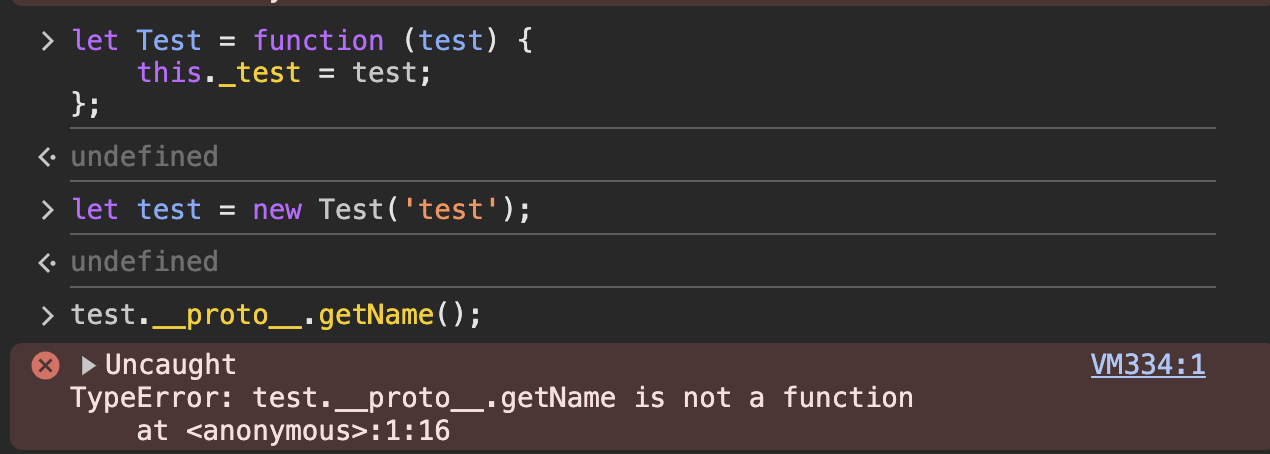 let Test = function (test) {
    this._test = test;
};
undefined
let test = new Test('test');
undefined
test.__proto__.getName();
Uncaught VM334:1
TypeError: test.__proto__.getName is not a function
    at <anonymous>:1:16